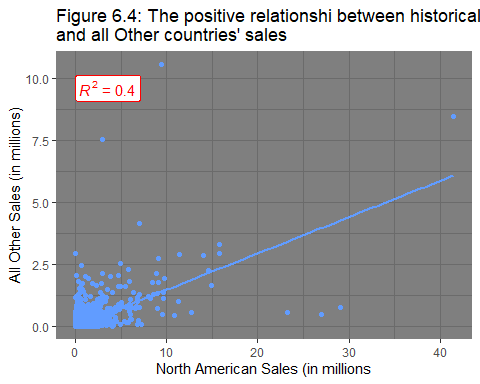 Figure 6.4: The positive relationshi between historical
and all Other countries' sales
R² = 0.4
10.0
7.5
5.0
2.5
0.0
All Other Sales (in millions)
0
10
20
30
40
North American Sales (in millions